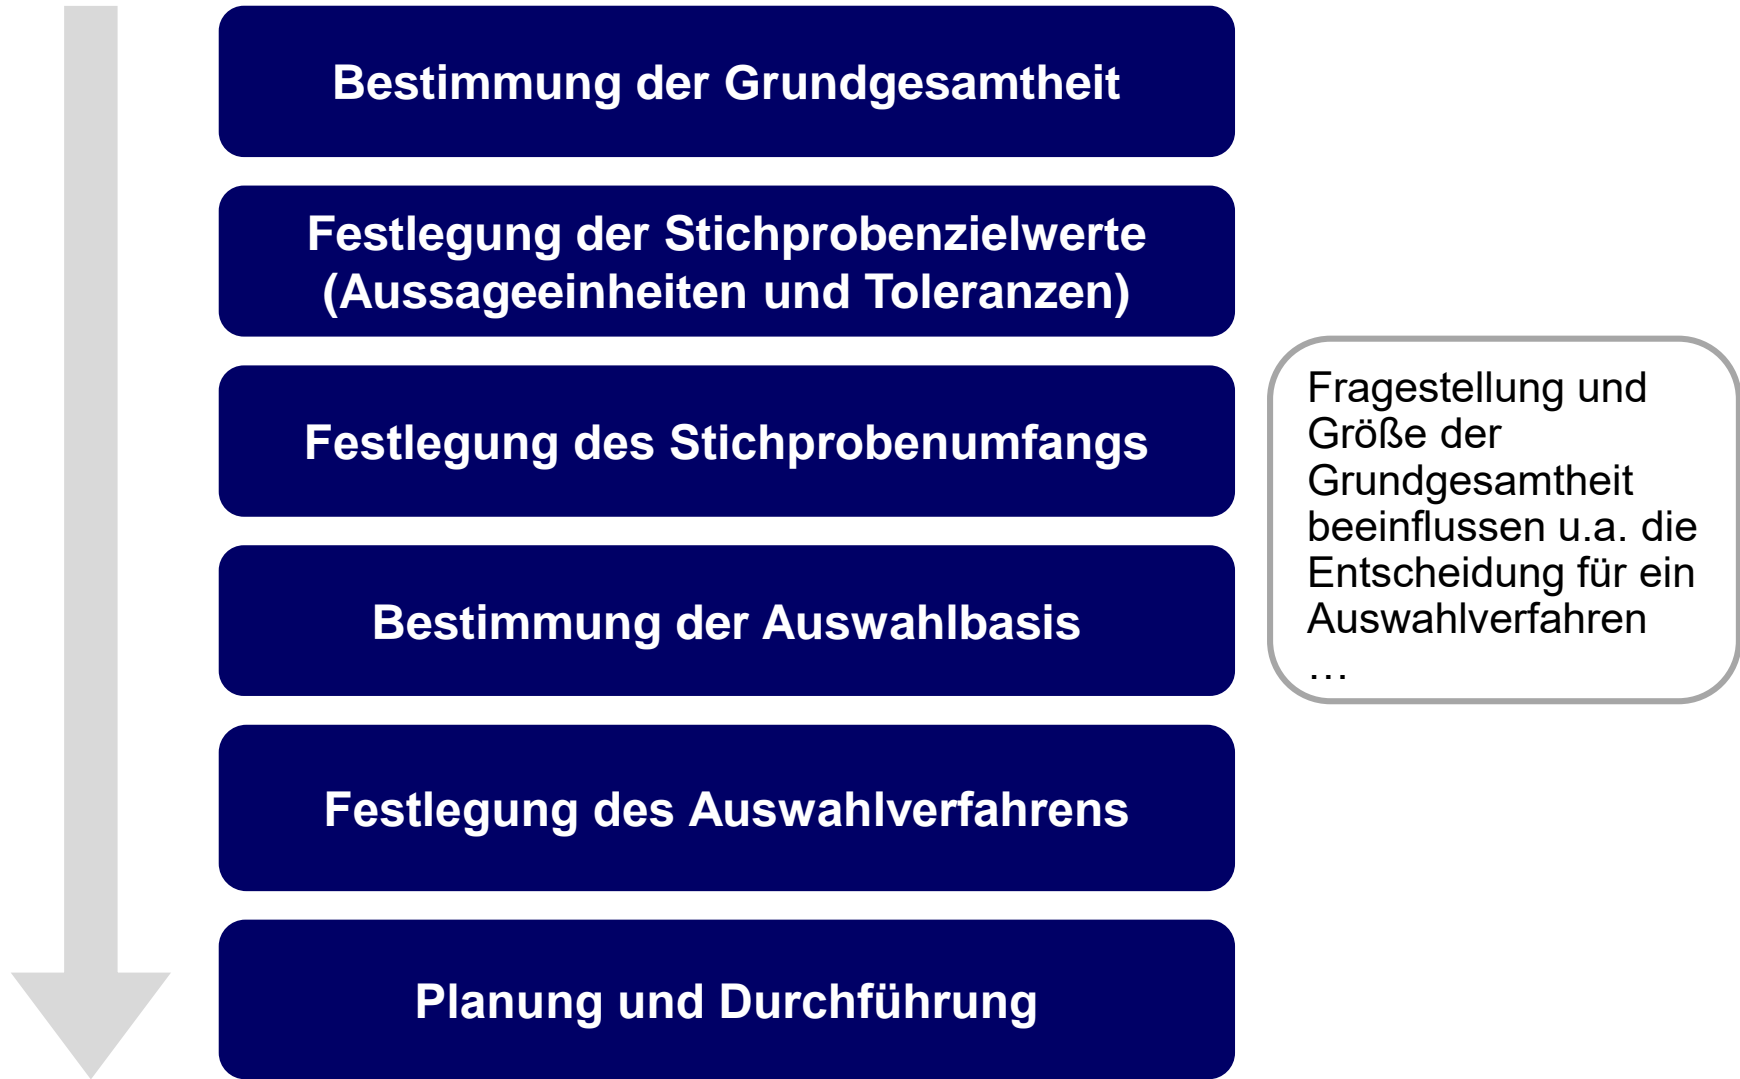 Bestimmung der Grundgesamtheit
Festlegung der Stichprobenzielwerte
(Aussageeinheiten und Toleranzen)
Festlegung des Stichprobenumfangs
Bestimmung der Auswahlbasis
Festlegung des Auswahlverfahrens
Planung und Durchführung
Fragestellung und
Größe der
Grundgesamtheit
beeinflussen u.a. die
Entscheidung für ein
Auswahlverfahren
…